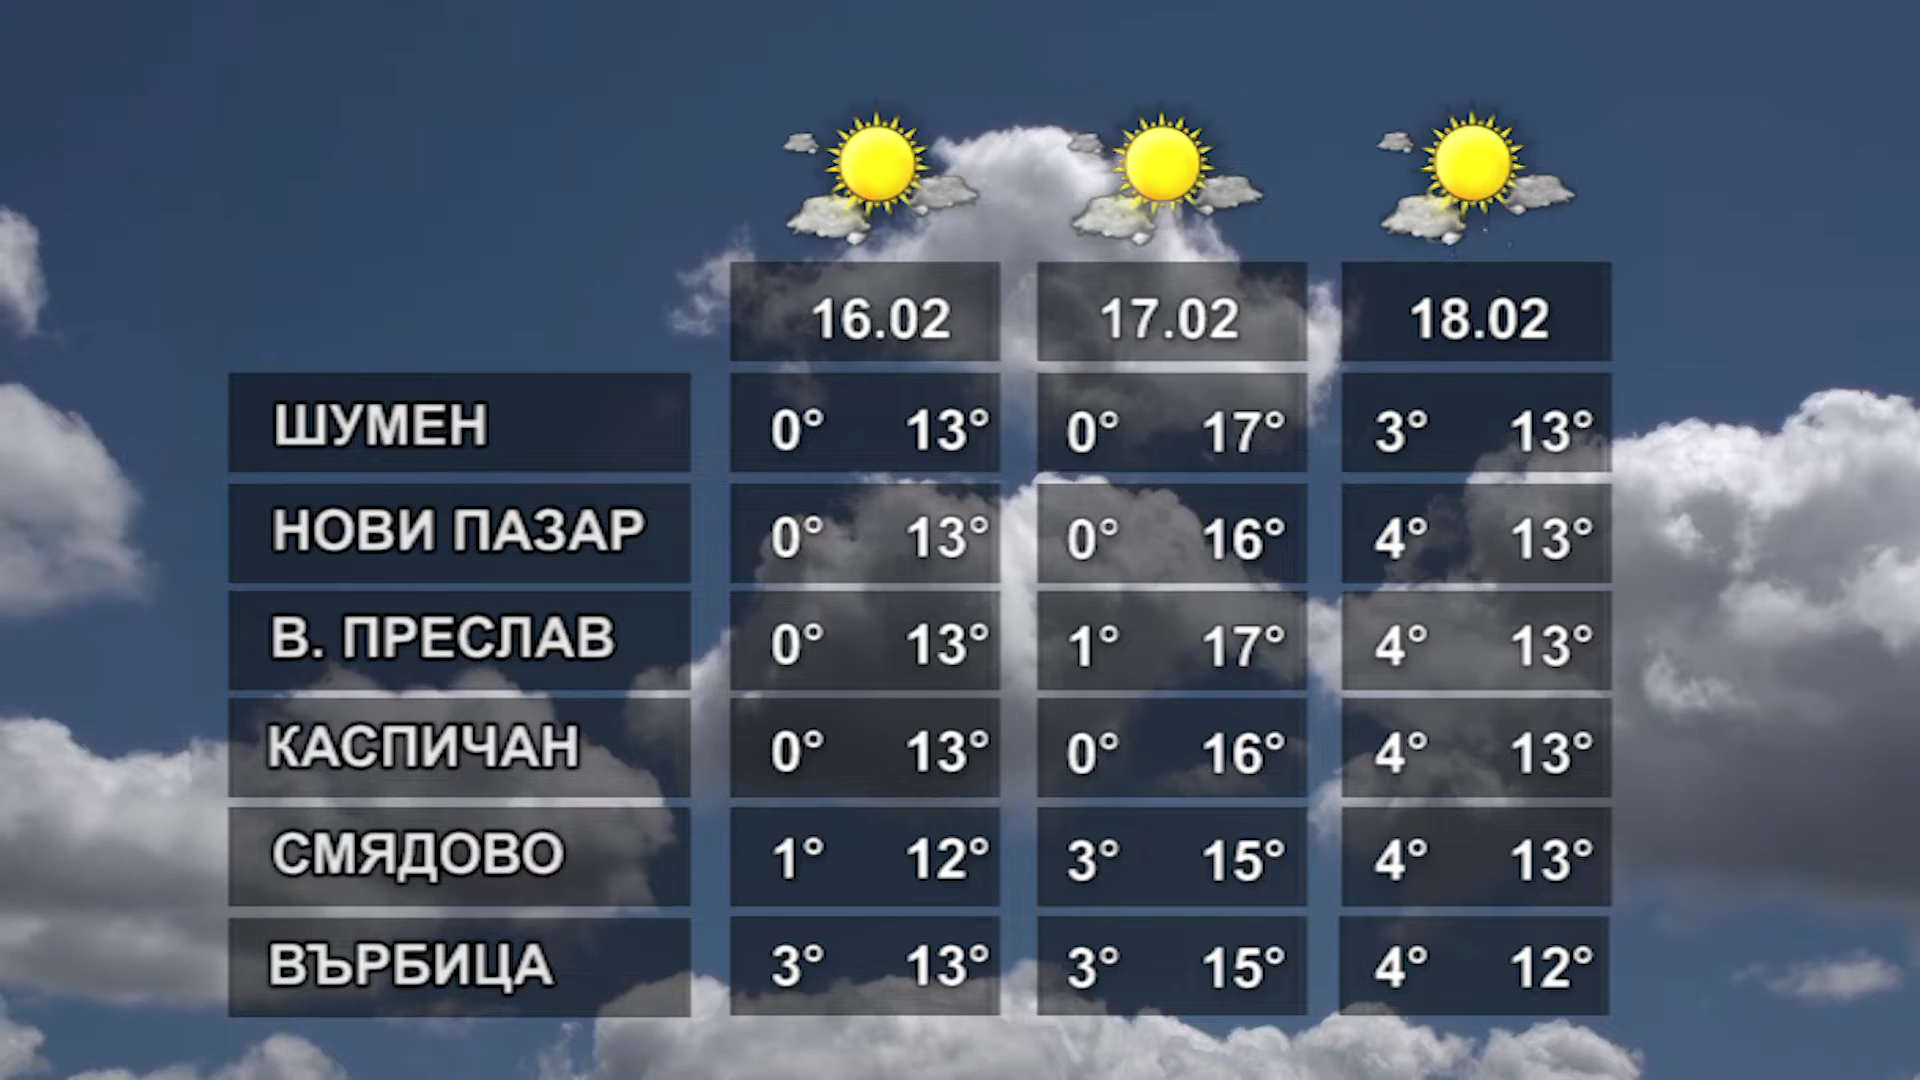 16.02 17.02 18.02
ШУМЕН 0° 13° 0° 17° 3° 13°
НОВИ ПАЗАР 0° 13° 0° 16° 4° 13°
В. ПРЕСЛАВ 0° 13° 1° 17° 4° 13°
КАСПИЧАН 0° 13° 0° 16° 4° 13°
СМЯДОВО 1° 12° 3° 15° 4° 13°
ВЪРБИЦА 3° 13° 3° 15° 4° 12°